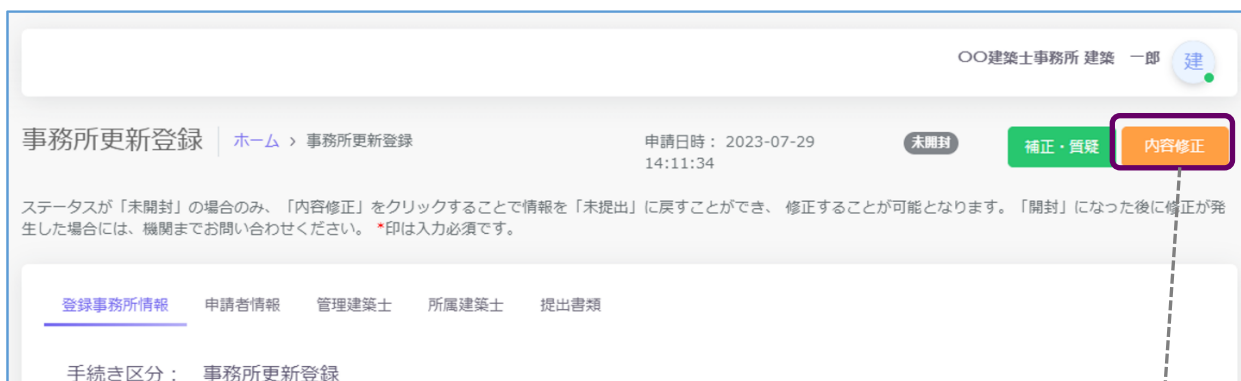 〇〇建築士事務所 建築　一郎
建
事務所更新登録
ホーム › 事務所更新登録
申請日時： 2023-07-29
14:11:34
未開封
補正・質疑
内容修正
ステータスが「未開封」の場合のみ、「内容修正」をクリックすることで情報を「未提出」に戻すことができ、 修正することが可能となります。「開封」になった後に修正が発
生した場合には、機関までお問い合わせください。 *印は入力必須です。
登録事務所情報
申請者情報
管理建築士
所属建築士
提出書類
手続き区分： 事務所更新登録